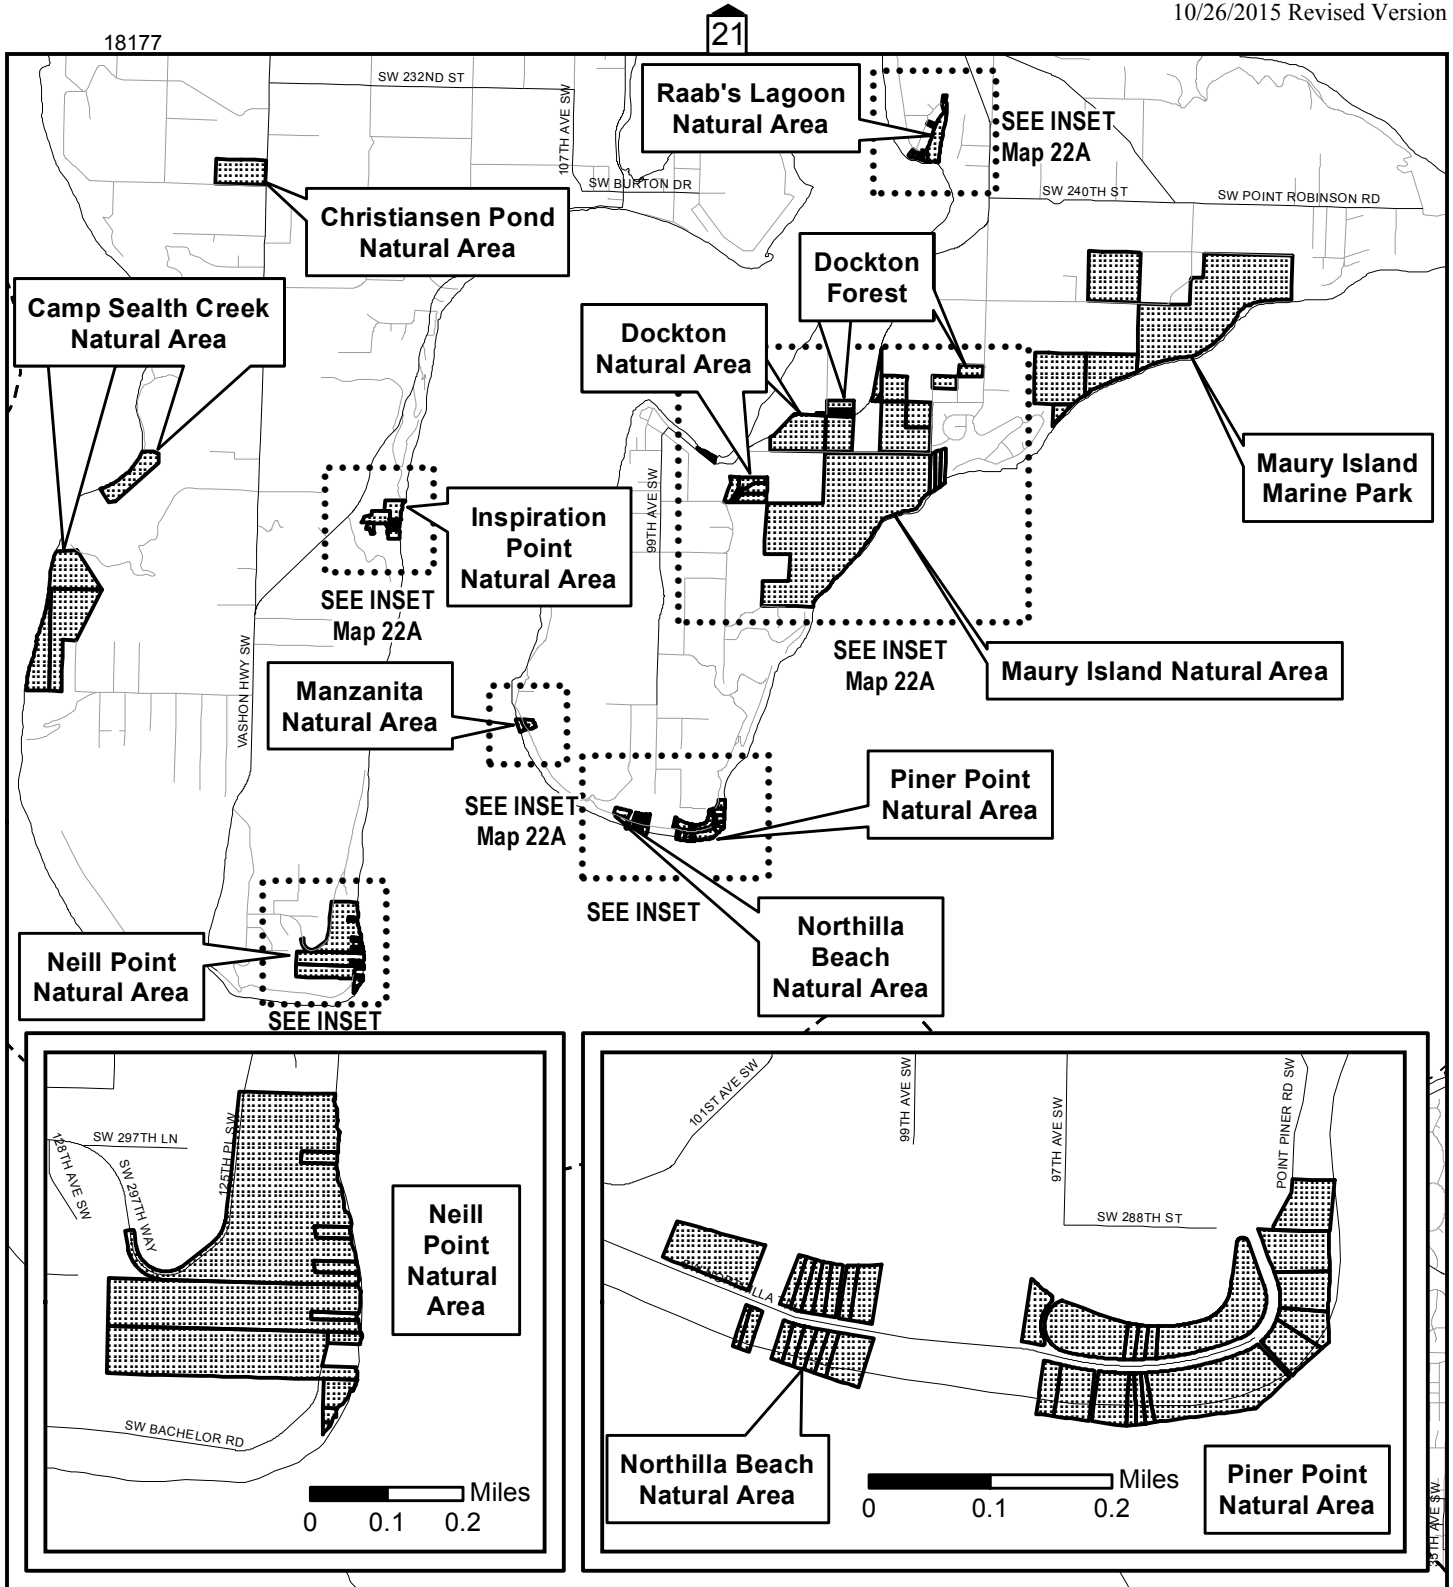 10/26/2015 Revised Version
21
18177
SW 232ND ST
107TH AVE SW
Raab's Lagoon
Natural Area
SEE INSET
Map 22A
SW BURTON DR
SW 240TH ST
SW POINT ROBINSON RD
Christiansen Pond
Natural Area
Dockton
Forest
Camp Sealth Creek
Natural Area
Dockton
Natural Area
Maury Island
Marine Park
99TH AVE SW
Inspiration
Point
Natural Area
SEE INSET
Map 22A
VASHON HWY SW
SEE INSET
Map 22A
Maury Island Natural Area
Manzanita
Natural Area
SEE INSET
Map 22A
Piner Point
Natural Area
SEE INSET
Northilla
Beach
Natural Area
Neill Point
Natural Area
SEE INSET
SW 297TH LN
128TH AVE SW
SW 297TH WAY
125TH PL SW
Neill
Point
Natural
Area
SW BACHELOR RD
Miles
0 0.1 0.2
101ST AVE SW
99TH AVE SW
97TH AVE SW
POINT PINER RD SW
SW 288TH ST
Northilla Beach
Natural Area
Miles
0 0.1 0.2
Piner Point
Natural Area
35TH AVE SW